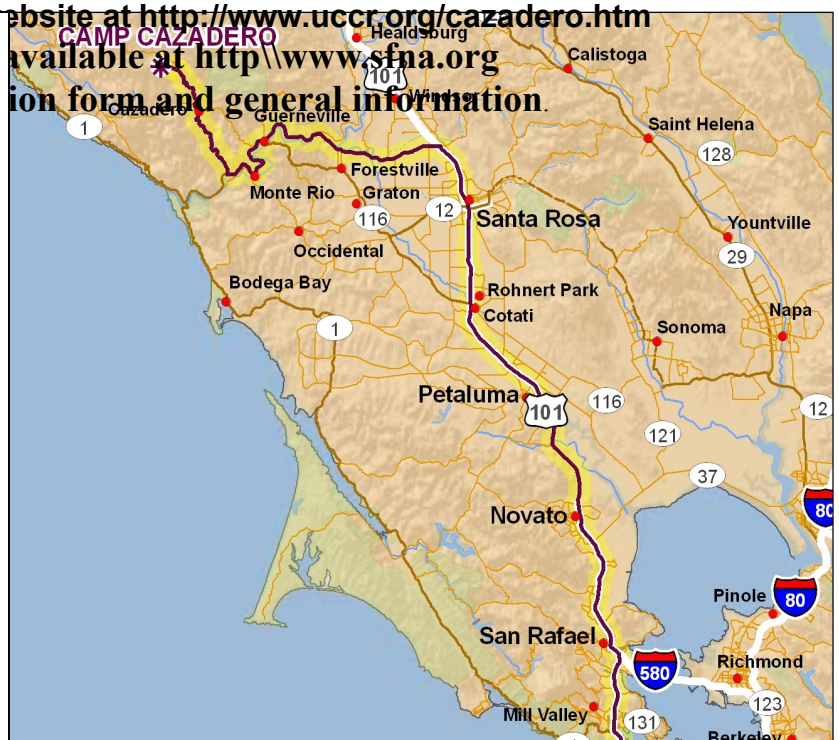 ebsite at http://www.uccr.org/cazadero.htm
Healdsburg
CAMP CAZADERO
available at http\\www.sfna.org
Calistoga
101
Windsor
ion form and general information.
Cazadero
Guerneville
1
Saint Helena
128
Forestville
Monte Rio
Graton
116
12
Santa Rosa
Yountville
29
Occidental
Bodega Bay
Rohnert Park
Cotati
Napa
1
Sonoma
Petaluma
101
116
12
121
37
80
Novato
Pinole
80
San Rafael
580
Richmond
123
Mill Valley
131
Berkeley